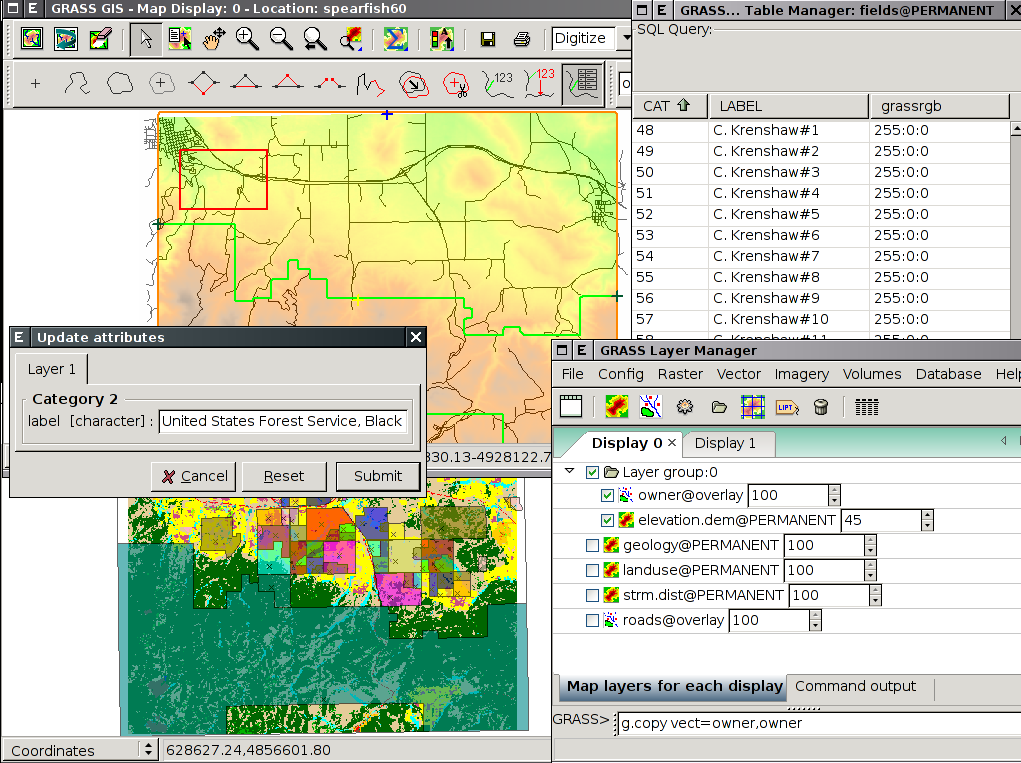 E GRASS GIS - Map Display: 0 - Location: spearfish60
Digitize
123
123
E GRASS... Table Manager: fields@PERMANENT
SQL Query:
CAT LABEL grassrgb
48 C. Krenshaw#1 255:0:0
49 C. Krenshaw#2 255:0:0
50 C. Krenshaw#3 255:0:0
51 C. Krenshaw#4 255:0:0
52 C. Krenshaw#5 255:0:0
53 C. Krenshaw#6 255:0:0
54 C. Krenshaw#7 255:0:0
55 C. Krenshaw#8 255:0:0
56 C. Krenshaw#9 255:0:0
57 C. Krenshaw#10 255:0:0
58 C. Krenshaw#11 255:0:0
E Update attributes
Layer 1
Category 2
label [character] : United States Forest Service, Black
Cancel Reset Submit
330.13-4928122.7
E GRASS Layer Manager
File Config Raster Vector Imagery Volumes Database Help
LIPT
Display 0 Display 1
Layer group:0
owner@overlay 100
elevation.dem@PERMANENT 45
geology@PERMANENT 100
landuse@PERMANENT 100
strm.dist@PERMANENT 100
roads@overlay 100
Map layers for each display Command output
GRASS> g.copy vect=owner,owner
Coordinates 628627.24,4856601.80